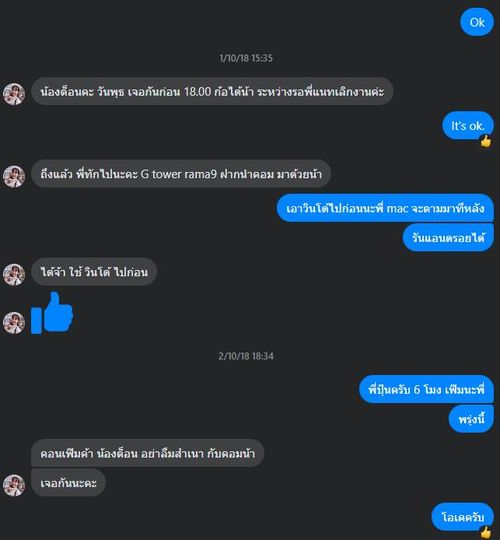 Ok
1/10/18 15:35
น้องต็อนคะ วันพุธ เจอกันก่อน 18.00 ก้อได้น้า ระหว่างรอพี่แนทเลิกงานค่ะ
It's ok.
ถึงแล้ว พี่ทักไปนะคะ G tower rama9 ฝากนำคอม มาด้วยน้า
เอาวินโด้ไปก่อนนะพี่ mac จะตามมาทีหลัง
รันแอนดรอยได้
ได้จ้า ใช้ วินโด้ ไปก่อน
2/10/18 18:34
พี่ปุ้นครับ 6 โมง เฟิมนะพี่
พรุ่งนี้
คอนเฟิมค้า น้องต็อน อย่าลืมสำเนา กับคอมน้า
เจอกันนะคะ
โอเคครับ